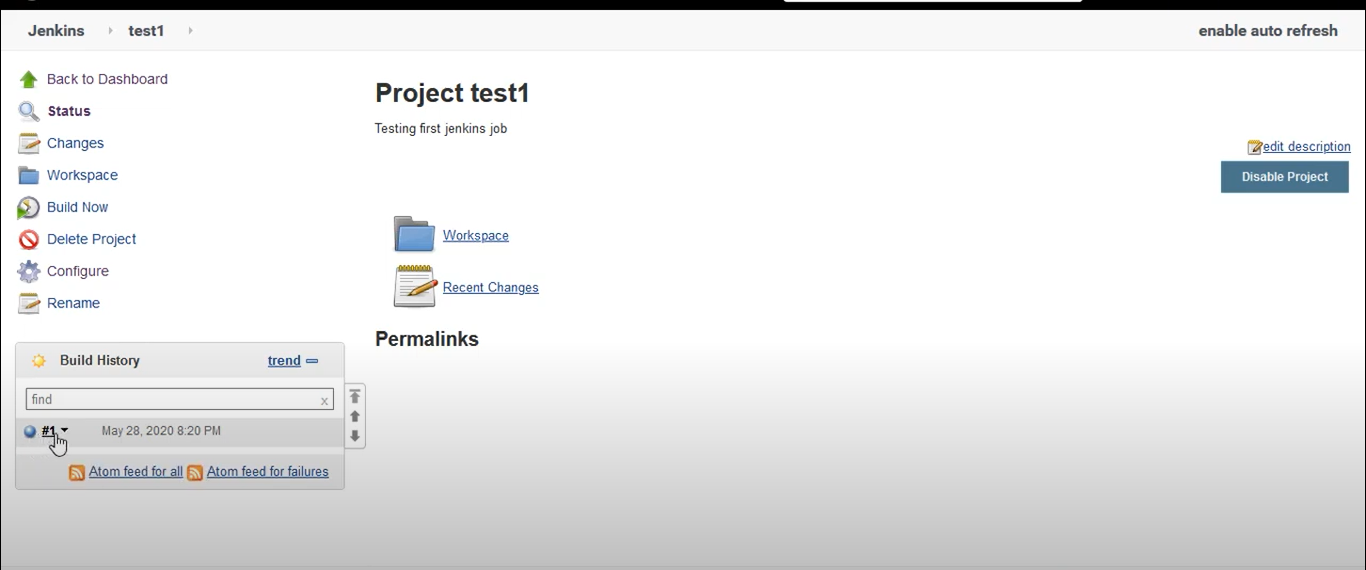 Jenkins test1 enable auto refresh
Back to Dashboard
Status
Changes
Workspace
Build Now
Delete Project
Configure
Rename
Build History trend
find x
#1 May 28, 2020 8:20 PM
Atom feed for all Atom feed for failures
Project test1
Testing first jenkins job
edit description
Disable Project
Workspace
Recent Changes
Permalinks